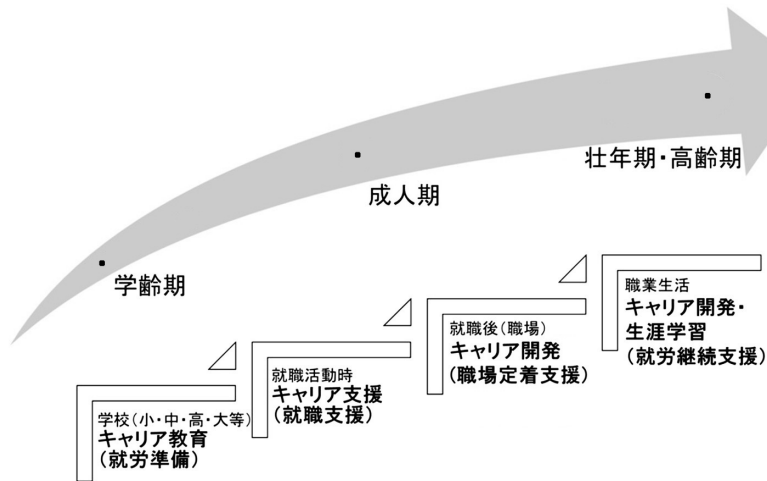 学齢期
成人期
壮年期・高齢期
学校(小・中・高・大等)
キャリア教育
(就労準備)
就職活動時
キャリア支援
(就職支援)
就職後(職場)
キャリア開発
(職場定着支援)
職業生活
キャリア開発・
生涯学習
(就労継続支援)